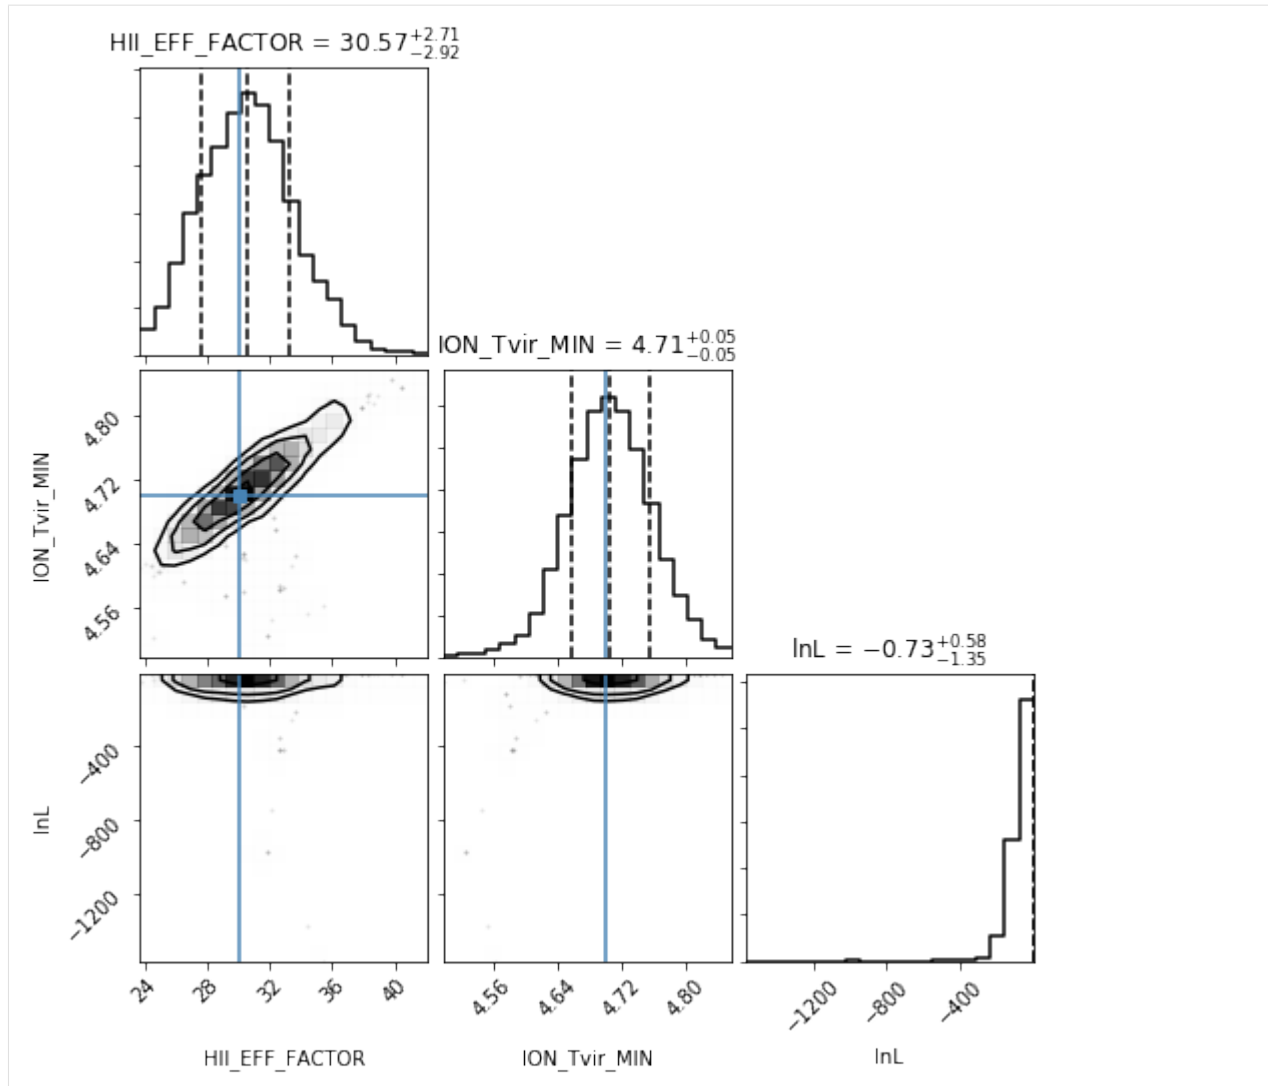 HII_EFF_FACTOR = 30.57+2.71−2.92
ION_Tvir_MIN = 4.71+0.05−0.05
4.80
4.72
4.64
4.56
ION_Tvir_MIN
lnL = −0.73+0.58−1.35
−400
−800
−1200
lnL
24
28
32
36
40
4.56
4.64
4.72
4.80
−1200
−800
−400
HII_EFF_FACTOR
ION_Tvir_MIN
lnL